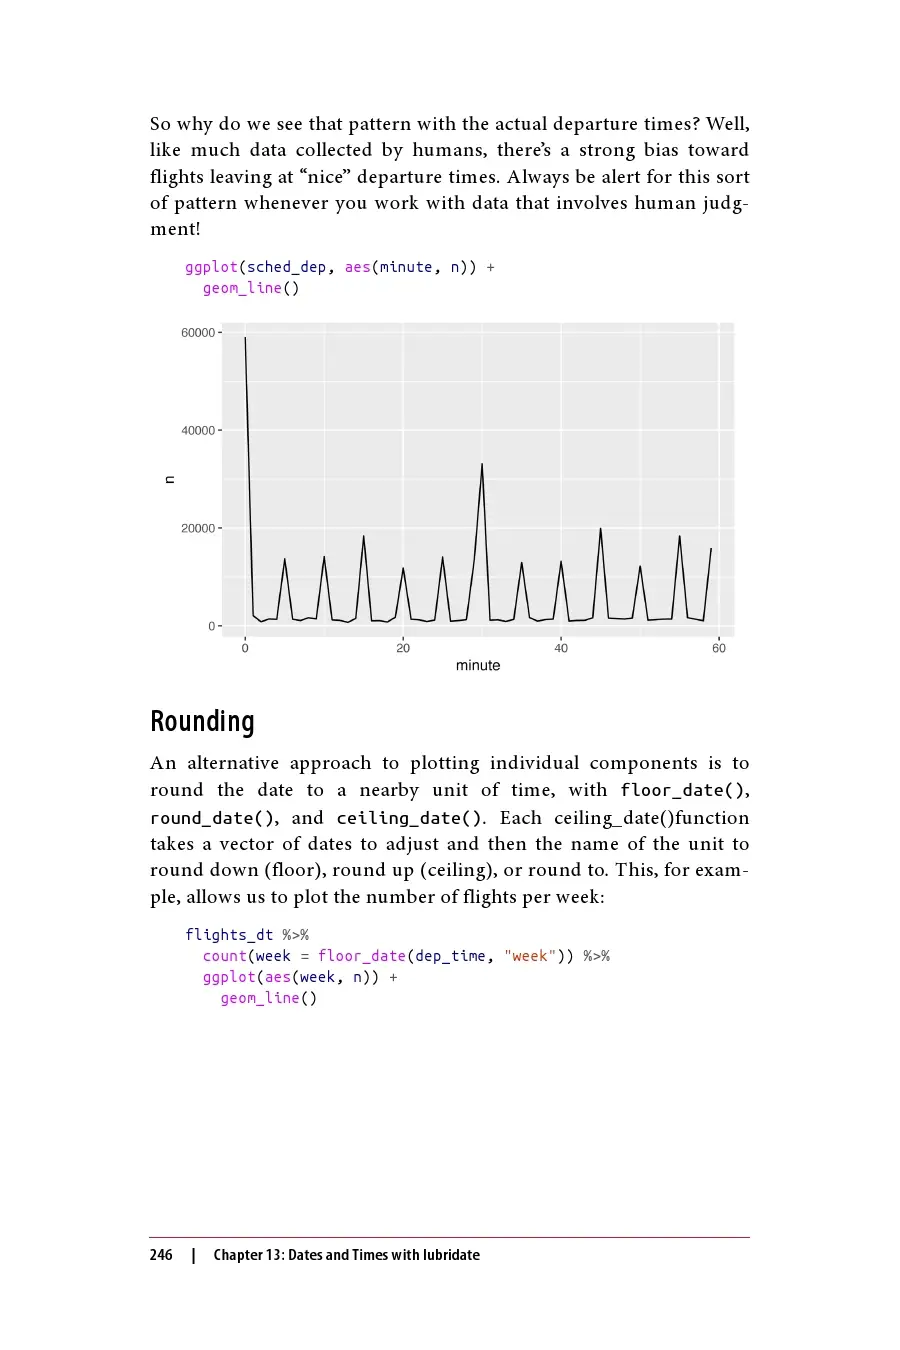 So why do we see that pattern with the actual departure times? Well,
like much data collected by humans, there’s a strong bias toward
flights leaving at “nice” departure times. Always be alert for this sort
of pattern whenever you work with data that involves human judg-
ment!
ggplot(sched_dep, aes(minute, n)) +
  geom_line()
60000
40000
n
20000
0
0 20 40 60
minute
Rounding
An alternative approach to plotting individual components is to
round the date to a nearby unit of time, with floor_date(),
round_date(), and ceiling_date(). Each ceiling_date()function
takes a vector of dates to adjust and then the name of the unit to
round down (floor), round up (ceiling), or round to. This, for exam-
ple, allows us to plot the number of flights per week:
flights_dt %>%
  count(week = floor_date(dep_time, "week")) %>%
  ggplot(aes(week, n)) +
    geom_line()
246 | Chapter 13: Dates and Times with lubridate